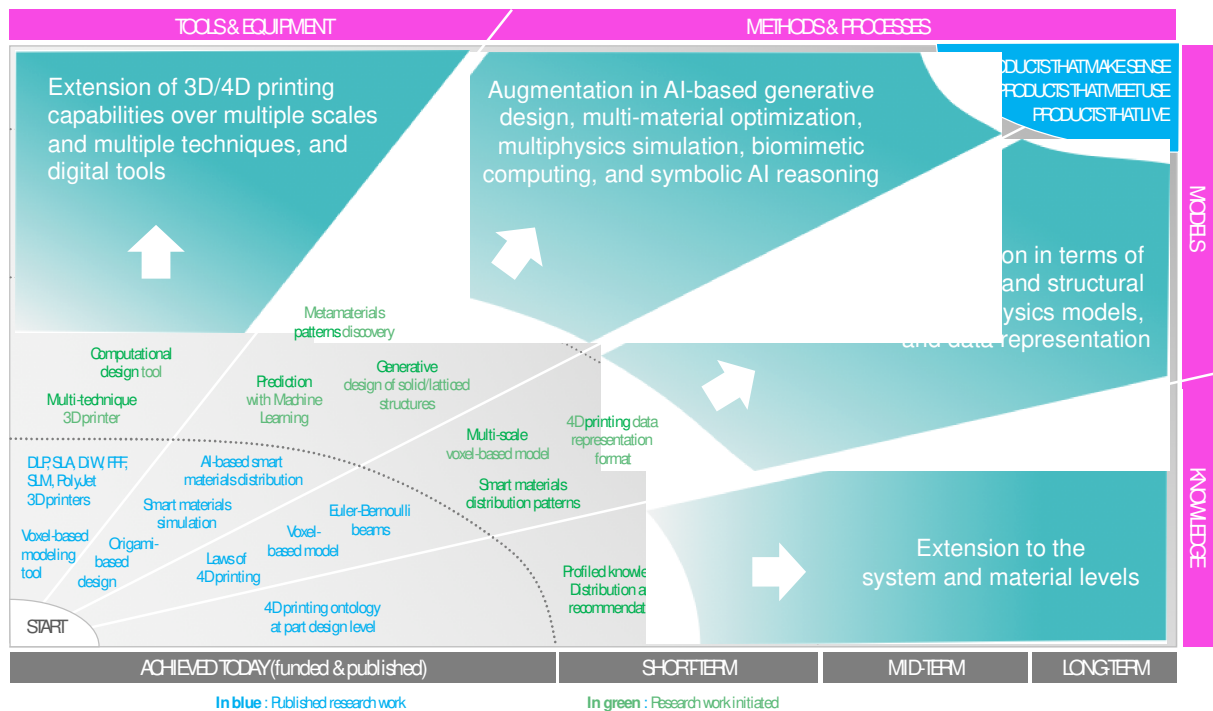 TOOLS & EQUIPMENT
METHODS & PROCESSES
Extension of 3D/4D printing
capabilities over multiple scales
and multiple techniques, and
digital tools
Augmentation in AI-based generative
design, multi-material optimization,
multiphysics simulation, biomimetic
computing, and symbolic AI reasoning
THAT MAKE SENSE
PRODUCTS THAT MEET USE
PRODUCTS THAT LIVE
MODELS
in terms of
and structural
models,
and data representation
KNOWLEDGE
Metamaterials
patterns discovery
Computational
design tool
Multi-technique
3D printer
Prediction
with Machine
Learning
Generative
design of solid/latticed
structures
Multi-scale
voxel-based model
4D printing data
representation
format
Smart materials
distribution patterns
DLP, SLA, DIW, FFF,
SLM, PolyJet
3D printers
AI-based smart
materials distribution
Smart materials
simulation
Voxel-based
modeling
tool
Origami-
based
design
Laws of
4D printing
Voxel-
based model
Euler-Bernoulli
beams
4D printing ontology
at part design level
Profiled
Distribution
Extension to the
system and material levels
START
ACHIEVED TODAY (funded & published)
SHORT-TERM
MID-TERM
LONG-TERM
In blue : Published research work
In green : Research work initiated